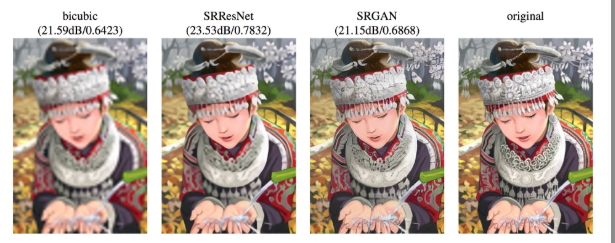 bicubic
(21.59dB/0.6423)
SRResNet
(23.53dB/0.7832)
SRGAN
(21.15dB/0.6868)
original